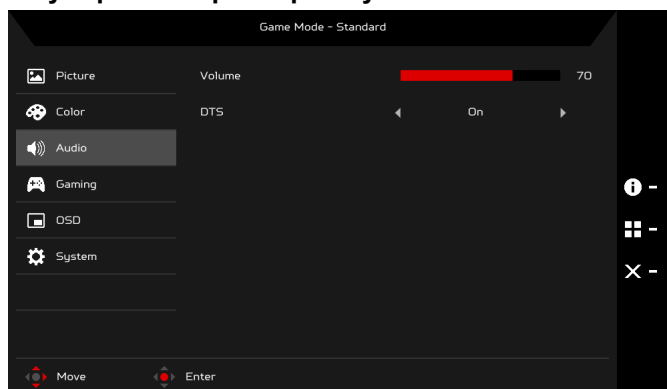 Game Mode - Standard
Picture
Volume
70
Color
DTS
On
Audio
Gaming
OSD
System
Move
Enter